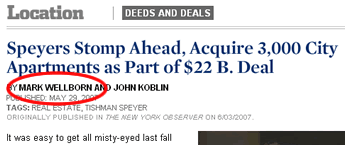 Location | DEEDS AND DEALS
Speyers Stomp Ahead, Acquire 3,000 City
Apartments as Part of $22 B. Deal
BY MARK WELLBORN AND JOHN KOBLIN
PUBLISHED: MAY 29, 2007
TAGS: REAL ESTATE, TISHMAN SPEYER
ORIGINALLY PUBLISHED IN THE NEW YORK OBSERVER ON 6/03/2007.
It was easy to get all misty-eyed last fall